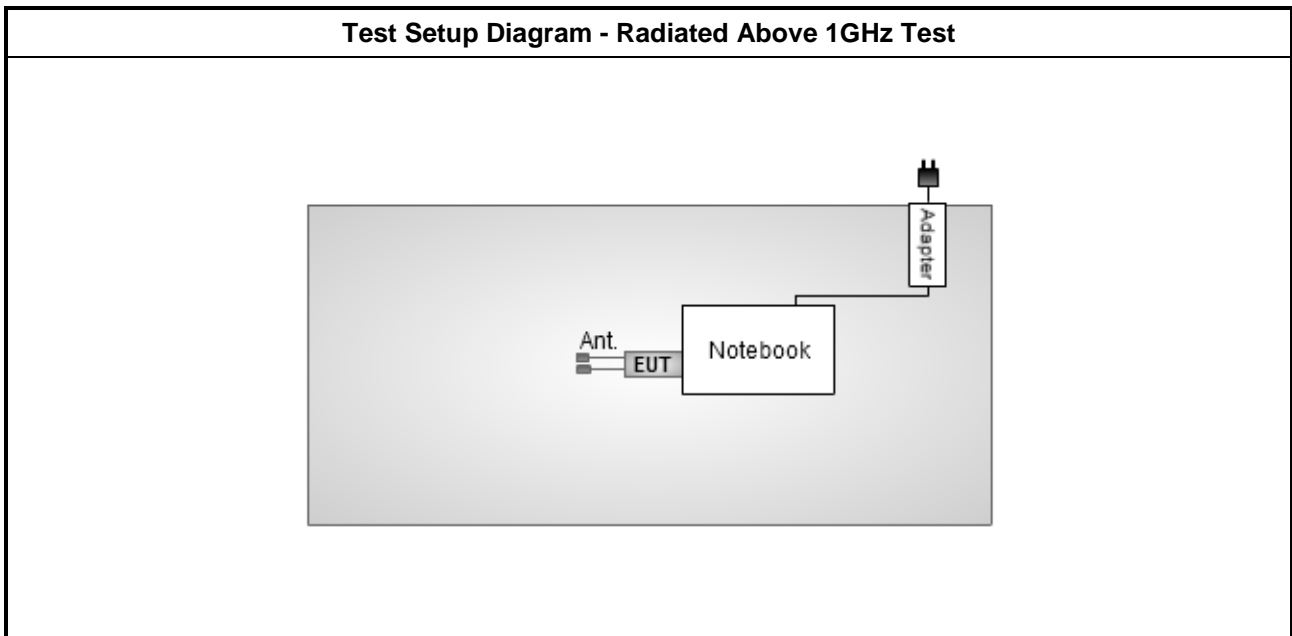 Test Setup Diagram - Radiated Above 1GHz Test
Adapter
Ant.
EUT
Notebook